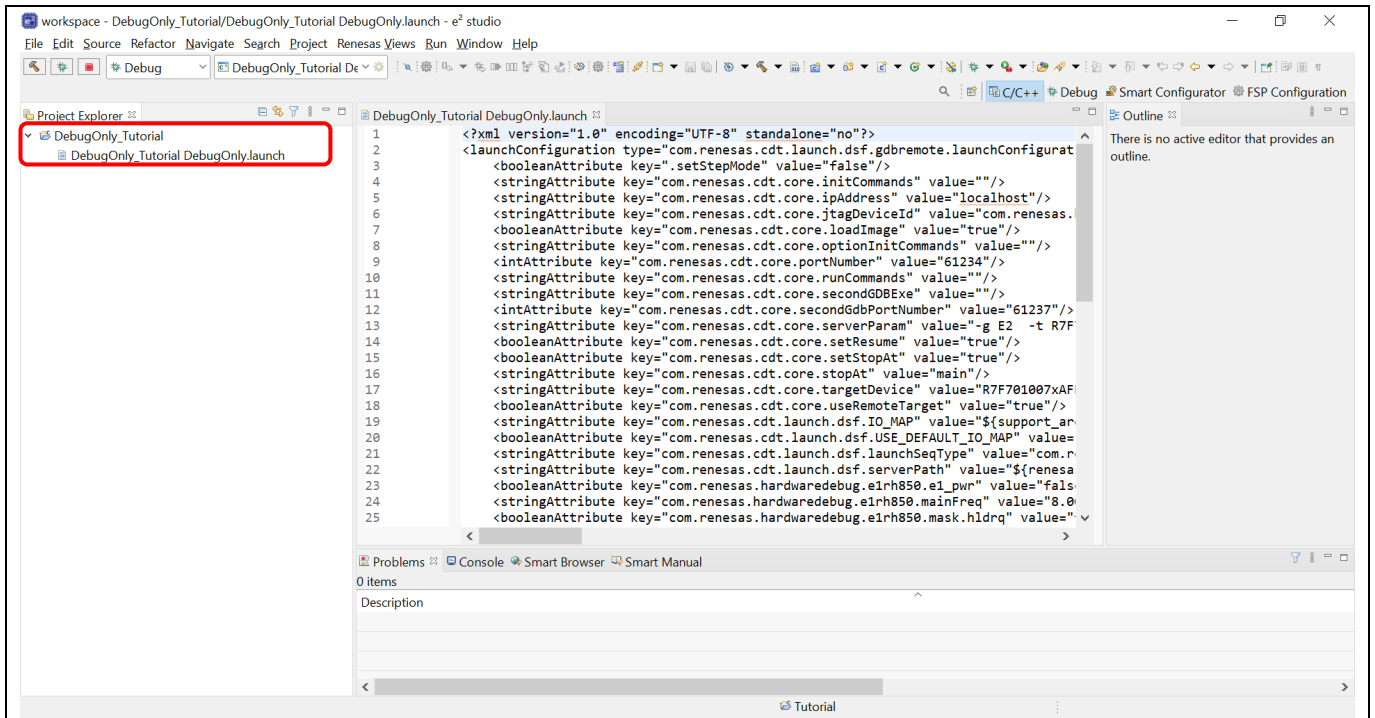 workspace - DebugOnly_Tutorial/DebugOnly_Tutorial DebugOnly.launch - e² studio
File Edit Source Refactor Navigate Search Project Renesas Views Run Window Help
Debug DebugOnly_Tutorial De
C/C++ Debug Smart Configurator FSP Configuration
Project Explorer
DebugOnly_Tutorial
DebugOnly_Tutorial DebugOnly.launch
DebugOnly_Tutorial DebugOnly.launch
1 <?xml version="1.0" encoding="UTF-8" standalone="no"?>
2 <launchConfiguration type="com.renesas.cdt.launch.dsf.gdbremote.launchConfigurat
3 <booleanAttribute key=".setStepMode" value="false"/>
4 <stringAttribute key="com.renesas.cdt.core.initCommands" value=""/>
5 <stringAttribute key="com.renesas.cdt.core.ipAddress" value="localhost"/>
6 <stringAttribute key="com.renesas.cdt.core.jtagDeviceId" value="com.renesas.
7 <booleanAttribute key="com.renesas.cdt.core.loadImage" value="true"/>
8 <stringAttribute key="com.renesas.cdt.core.optionInitCommands" value=""/>
9 <intAttribute key="com.renesas.cdt.core.portNumber" value="61234"/>
10 <stringAttribute key="com.renesas.cdt.core.runCommands" value=""/>
11 <stringAttribute key="com.renesas.cdt.core.secondGDBExe" value=""/>
12 <intAttribute key="com.renesas.cdt.core.secondGdbPortNumber" value="61237"/>
13 <stringAttribute key="com.renesas.cdt.core.serverParam" value="-g E2 -t R7F
14 <booleanAttribute key="com.renesas.cdt.core.setResume" value="true"/>
15 <booleanAttribute key="com.renesas.cdt.core.setStopAt" value="true"/>
16 <stringAttribute key="com.renesas.cdt.core.stopAt" value="main"/>
17 <stringAttribute key="com.renesas.cdt.core.targetDevice" value="R7F701007xAF
18 <booleanAttribute key="com.renesas.cdt.core.useRemoteTarget" value="true"/>
19 <stringAttribute key="com.renesas.cdt.launch.dsf.IO_MAP" value="${support_ar
20 <booleanAttribute key="com.renesas.cdt.launch.dsf.USE_DEFAULT_IO_MAP" value=
21 <stringAttribute key="com.renesas.cdt.launch.dsf.launchSeqType" value="com.r
22 <stringAttribute key="com.renesas.cdt.launch.dsf.serverPath" value="${renesa
23 <booleanAttribute key="com.renesas.hardwaredebug.e1rh850.e1_pwr" value="fals
24 <stringAttribute key="com.renesas.hardwaredebug.e1rh850.mainFreq" value="8.0
25 <booleanAttribute key="com.renesas.hardwaredebug.e1rh850.mask.hldrq" value="
Outline
There is no active editor that provides an
outline.
Problems Console Smart Browser Smart Manual
0 items
Description
Tutorial